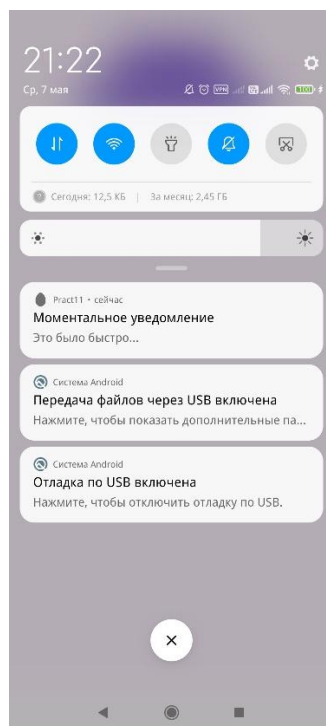 21:22
Ср, 7 мая
VPN
100
Сегодня: 12,5 КБ | За месяц: 2,45 ГБ
Pract11 • сейчас
Моментальное уведомление
Это было быстро...
Система Android
Передача файлов через USB включена
Нажмите, чтобы показать дополнительные па...
Система Android
Отладка по USB включена
Нажмите, чтобы отключить отладку по USB.